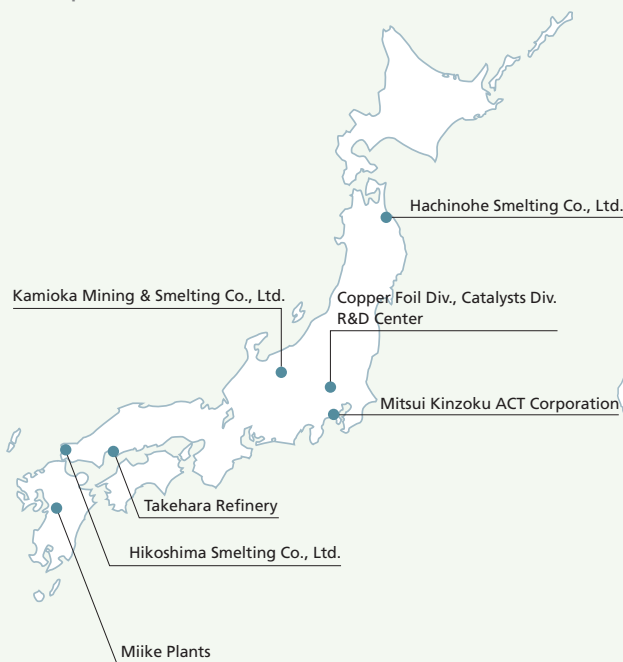 Hachinohe Smelting Co., Ltd.
Kamioka Mining & Smelting Co., Ltd.
Copper Foil Div., Catalysts Div.
R&D Center
Mitsui Kinzoku ACT Corporation
Takehara Refinery
Hikoshima Smelting Co., Ltd.
Miike Plants